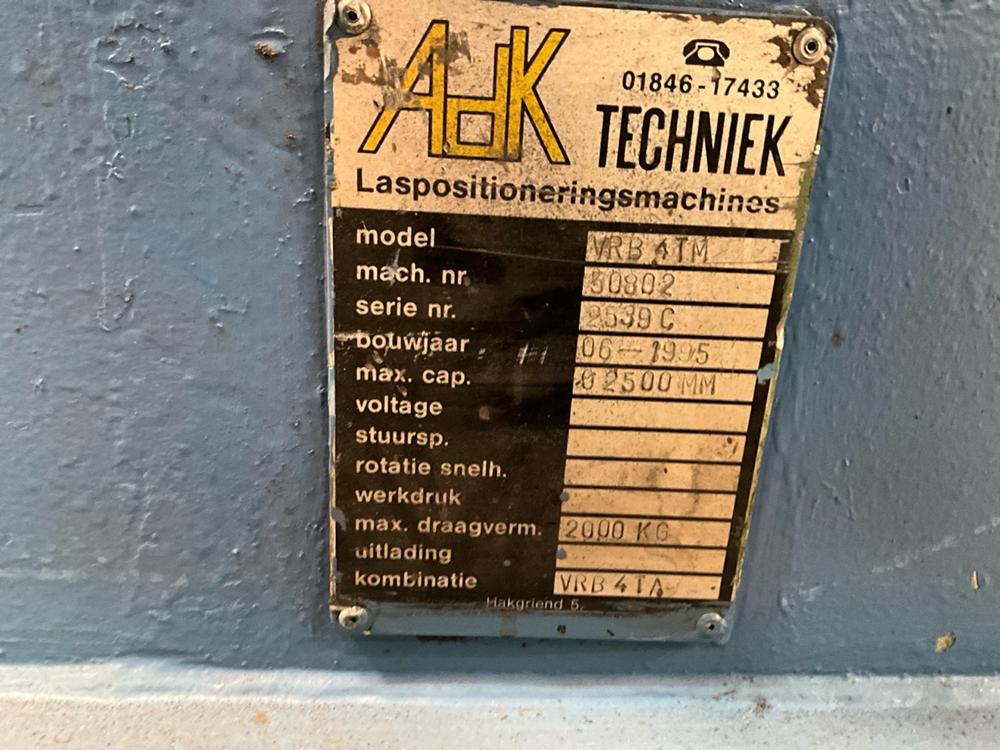 AdK
01846-17433
TECHNIEK
Laspositioneringsmachines
model VRB 4TM
mach. nr. 50802
serie nr. 2539 C
bouwjaar 06-1995
max. cap. Ø 2500 MM
voltage
stuursp.
rotatie snelh.
werkdruk
max. draagverm. 2000 KG
uitlading
kombinatie VRB 4TA
Hakgriend 5,